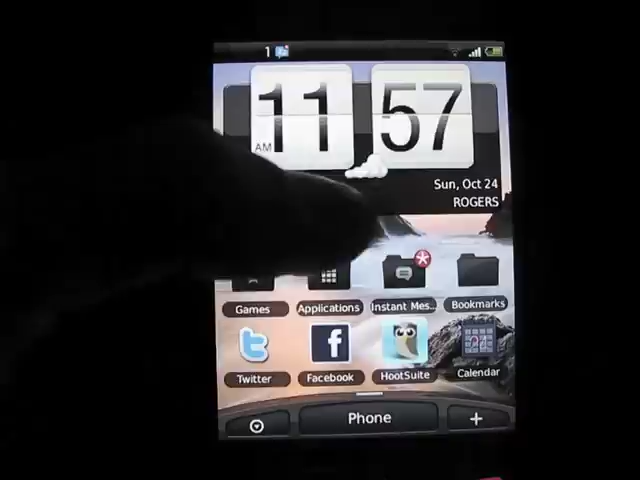 1
11 57
AM
Sun, Oct 24
ROGERS
Games Applications Instant Mes.. Bookmarks
Twitter Facebook HootSuite Calendar
Phone +